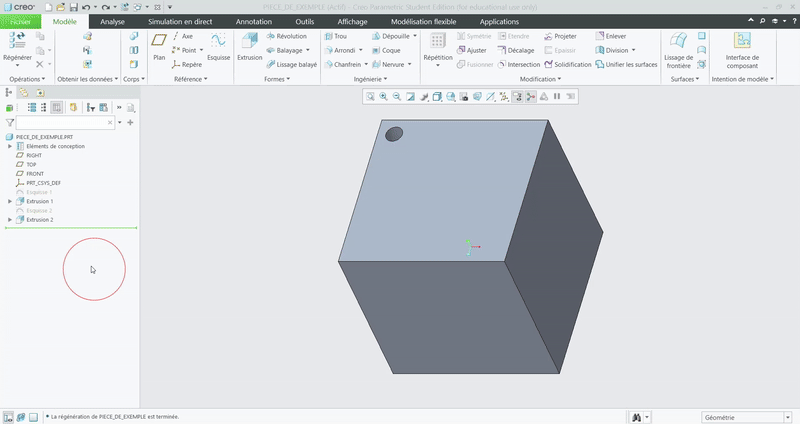 creo
PIECE_DE_EXEMPLE (Actif) - Creo Parametric Student Edition (for educational use only)
Fichier Modèle Analyse Simulation en direct Annotation Outils Affichage Modélisation flexible Applications
Régénérer
Opérations
Obtenir les données
Corps
Plan
Axe
Point
Repère
Esquisse
Référence
Extrusion
Révolution
Balayage
Lissage balayé
Formes
Trou
Arrondi
Chanfrein
Dépouille
Coque
Nervure
Ingénierie
Répétition
Symétrie
Ajuster
Fusionner
Etendre
Décalage
Intersection
Projeter
Epaissir
Solidification
Enlever
Division
Unifier les surfaces
Modification
Lissage de frontière
Surfaces
Interface de composant
Intention de modèle
PIECE_DE_EXEMPLE.PRT
Eléments de conception
RIGHT
TOP
FRONT
PRT_CSYS_DEF
Esquisse 1
Extrusion 1
Esquisse 2
Extrusion 2
La régénération de PIECE_DE_EXEMPLE est terminée.
Géométrie